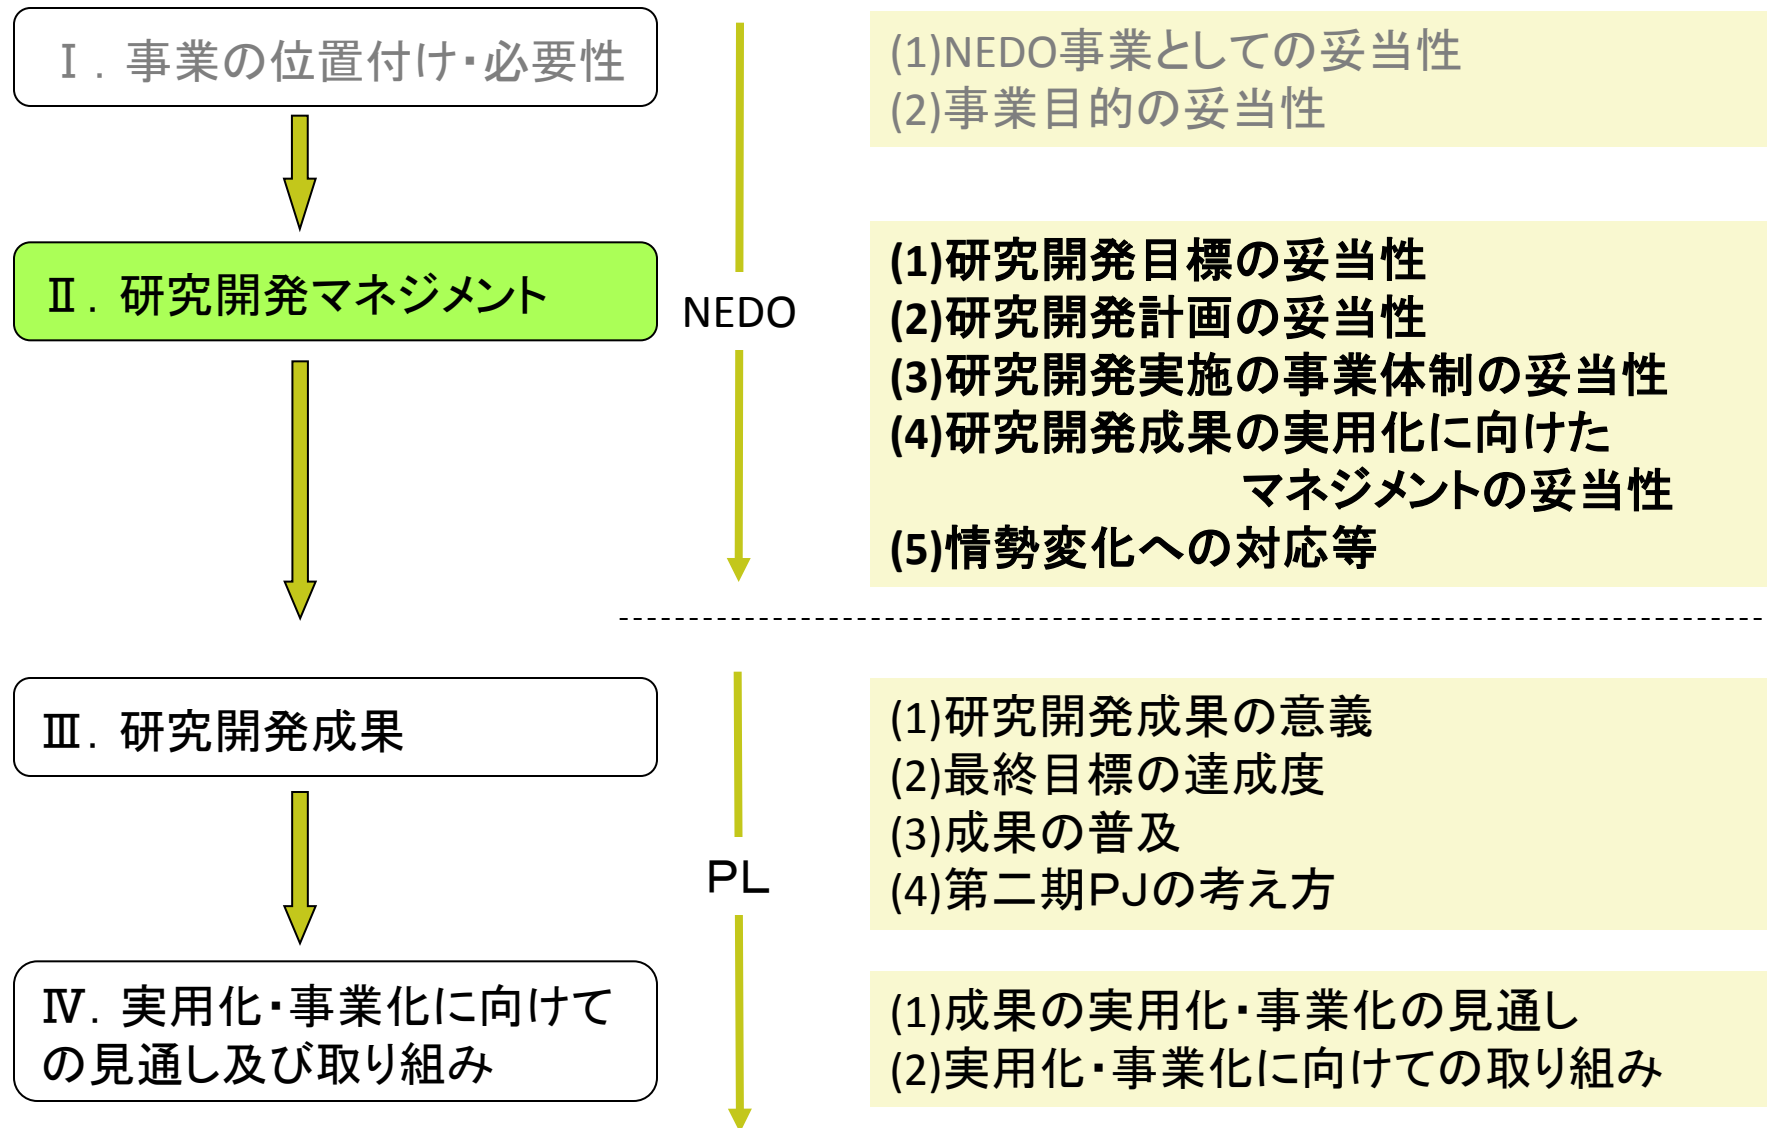 Ⅰ．事業の位置付け・必要性
(1)NEDO事業としての妥当性
(2)事業目的の妥当性
Ⅱ．研究開発マネジメント
NEDO
(1)研究開発目標の妥当性
(2)研究開発計画の妥当性
(3)研究開発実施の事業体制の妥当性
(4)研究開発成果の実用化に向けた
マネジメントの妥当性
(5)情勢変化への対応等
Ⅲ．研究開発成果
PL
(1)研究開発成果の意義
(2)最終目標の達成度
(3)成果の普及
(4)第二期PJの考え方
Ⅳ．実用化・事業化に向けて
の見通し及び取り組み
(1)成果の実用化・事業化の見通し
(2)実用化・事業化に向けての取り組み